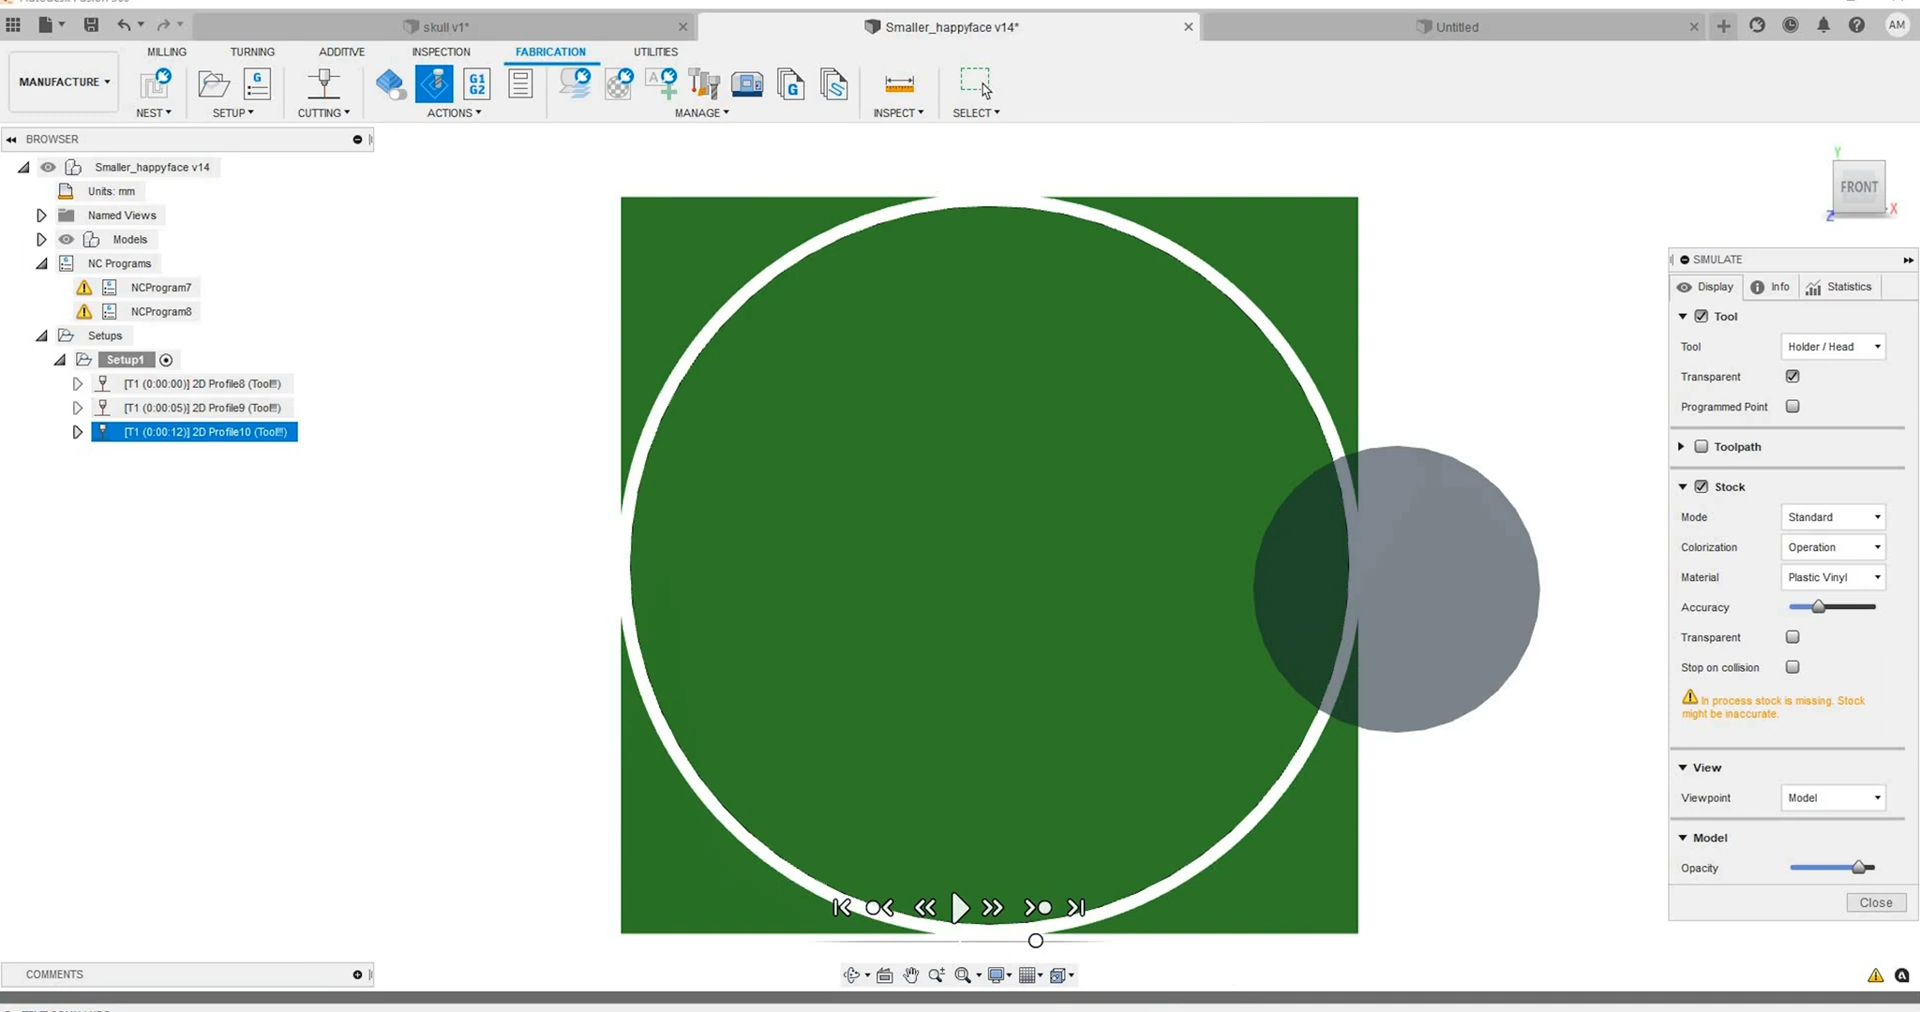 Autodesk Fusion 360
skull v1*
Smaller_happyface v14*
Untitled
AM
MILLING
TURNING
ADDITIVE
INSPECTION
FABRICATION
UTILITIES
MANUFACTURE
G
G1
G2
A
G
NEST
SETUP
CUTTING
ACTIONS
MANAGE
INSPECT
SELECT
BROWSER
Smaller_happyface v14
Units: mm
Named Views
Models
NC Programs
NCProgram7
NCProgram8
Setups
Setup1
[T1 (0:00:00)] 2D Profile8 (Tool
[T1 (0:00:05)] 2D Profile9 (Tool
[T1 (0:00:12)] 2D Profile10 (Tool
Y
FRONT
Z
X
SIMULATE
Display
Info
Statistics
Tool
Tool
Holder / Head
Transparent
Programmed Point
Toolpath
Stock
Mode
Standard
Colorization
Operation
Material
Plastic Vinyl
Accuracy
Transparent
Stop on collision
In process stock is missing. Stock
might be inaccurate.
View
Viewpoint
Model
Model
Opacity
Close
COMMENTS